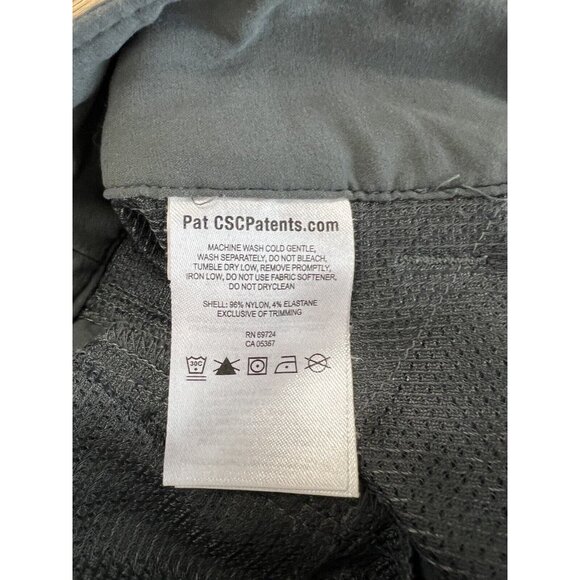 Pat CSCPatents.com
MACHINE WASH COLD GENTLE,
WASH SEPARATELY, DO NOT BLEACH,
TUMBLE DRY LOW, REMOVE PROMPTLY,
IRON LOW, DO NOT USE FABRIC SOFTENER,
DO NOT DRYCLEAN
SHELL: 96% NYLON, 4% ELASTANE
EXCLUSIVE OF TRIMMING
RN 69724
CA 05367
30C